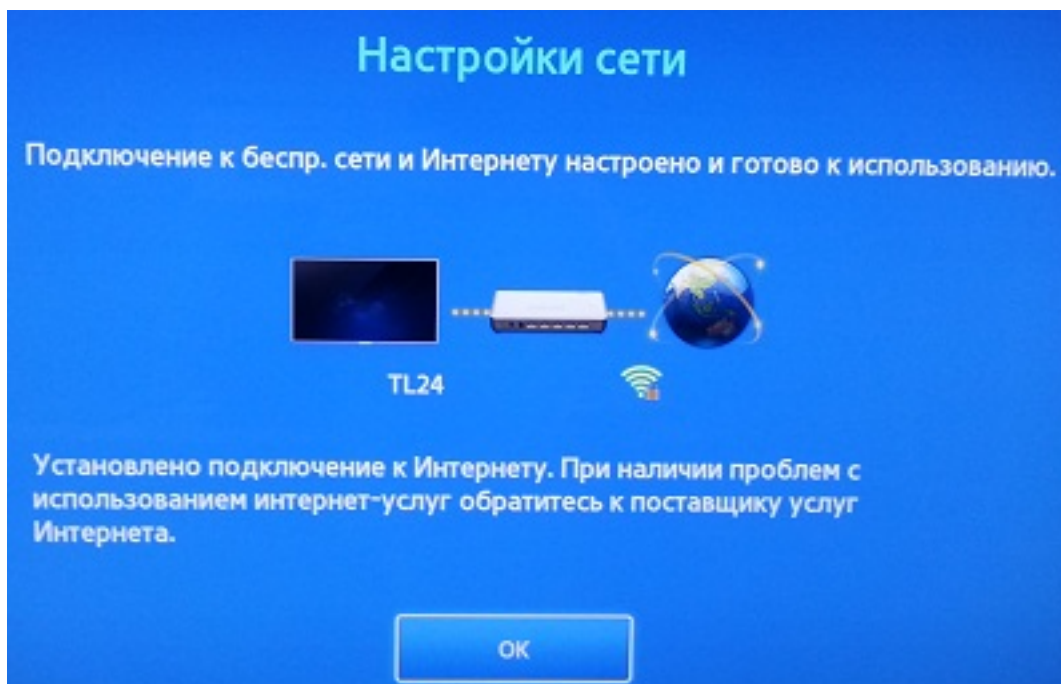 Настройки сети
Подключение к беспр. сети и Интернету настроено и готово к использованию.
TL24
Установлено подключение к Интернету. При наличии проблем с
использованием интернет-услуг обратитесь к поставщику услуг
Интернета.
ОК